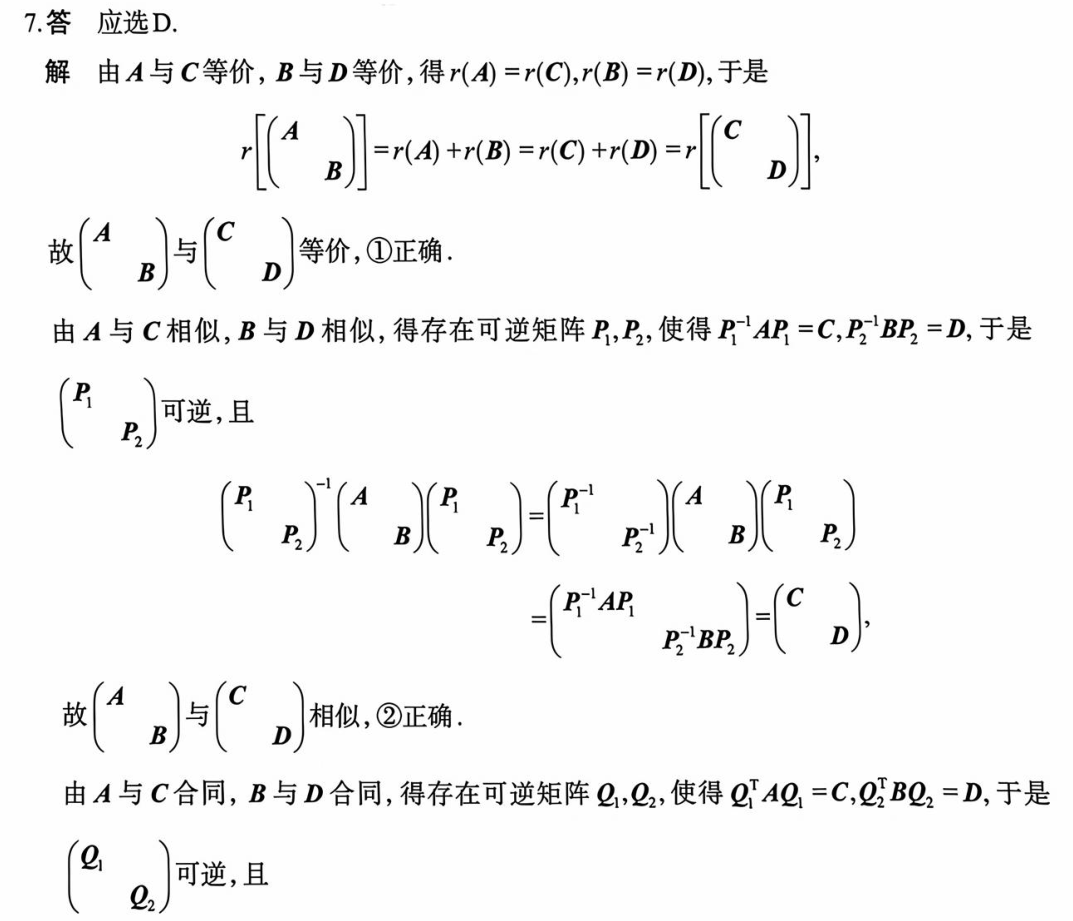 7.答 应选D.
解 由A与C等价, B与D等价,得r(A)=r(C),r(B)=r(D),于是
r[(A B)]=r(A)+r(B)=r(C)+r(D)=r[(C D)],
故(A B)与(C D)等价,①正确.
由A与C相似,B与D相似,得存在可逆矩阵P₁,P₂,使得P₁⁻¹AP₁=C,P₂⁻¹BP₂=D,于是
(P₁ P₂)可逆,且
(P₁ P₂)⁻¹(A B)(P₁ P₂)=(P₁⁻¹ P₂⁻¹)(A B)(P₁ P₂)
=(P₁⁻¹AP₁ P₂⁻¹BP₂)=(C D),
故(A B)与(C D)相似,②正确.
由A与C合同, B与D合同,得存在可逆矩阵Q₁,Q₂,使得Q₁ᵀAQ₁=C,Q₂ᵀBQ₂=D,于是
(Q₁ Q₂)可逆,且